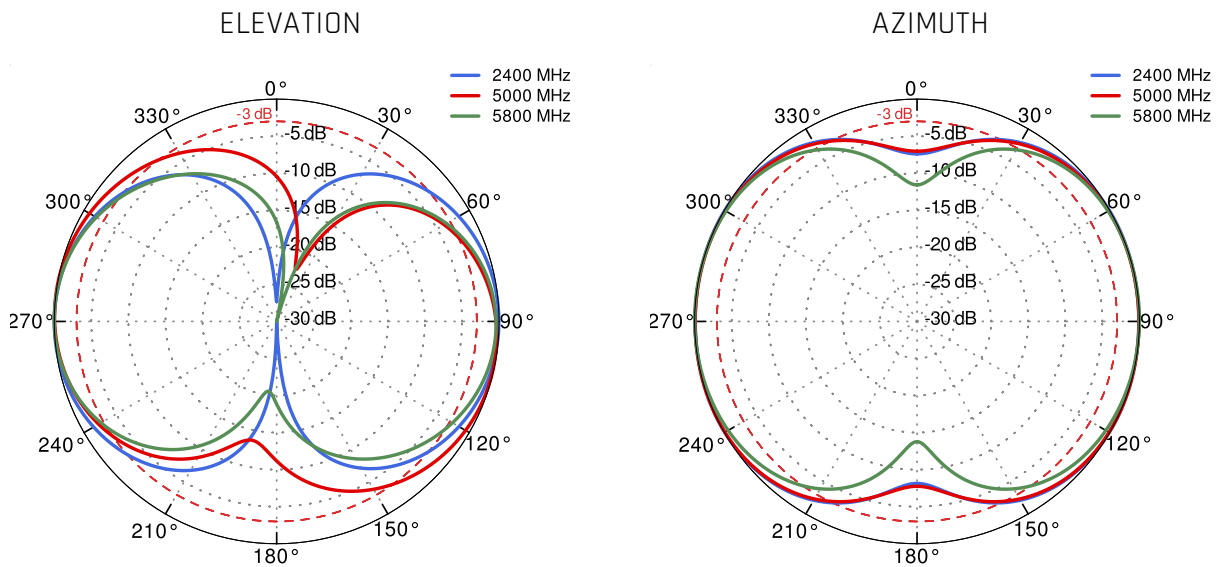 ELEVATION
2400 MHz
5000 MHz
5800 MHz
0°
330°
-3 dB
30°
-5 dB
-10 dB
300°
-15 dB
60°
-20 dB
-25 dB
270°
-30 dB
90°
240°
120°
210°
150°
180°
AZIMUTH
2400 MHz
5000 MHz
5800 MHz
0°
330°
-3 dB
30°
-5 dB
-10 dB
300°
-15 dB
60°
-20 dB
-25 dB
270°
-30 dB
90°
240°
120°
210°
150°
180°